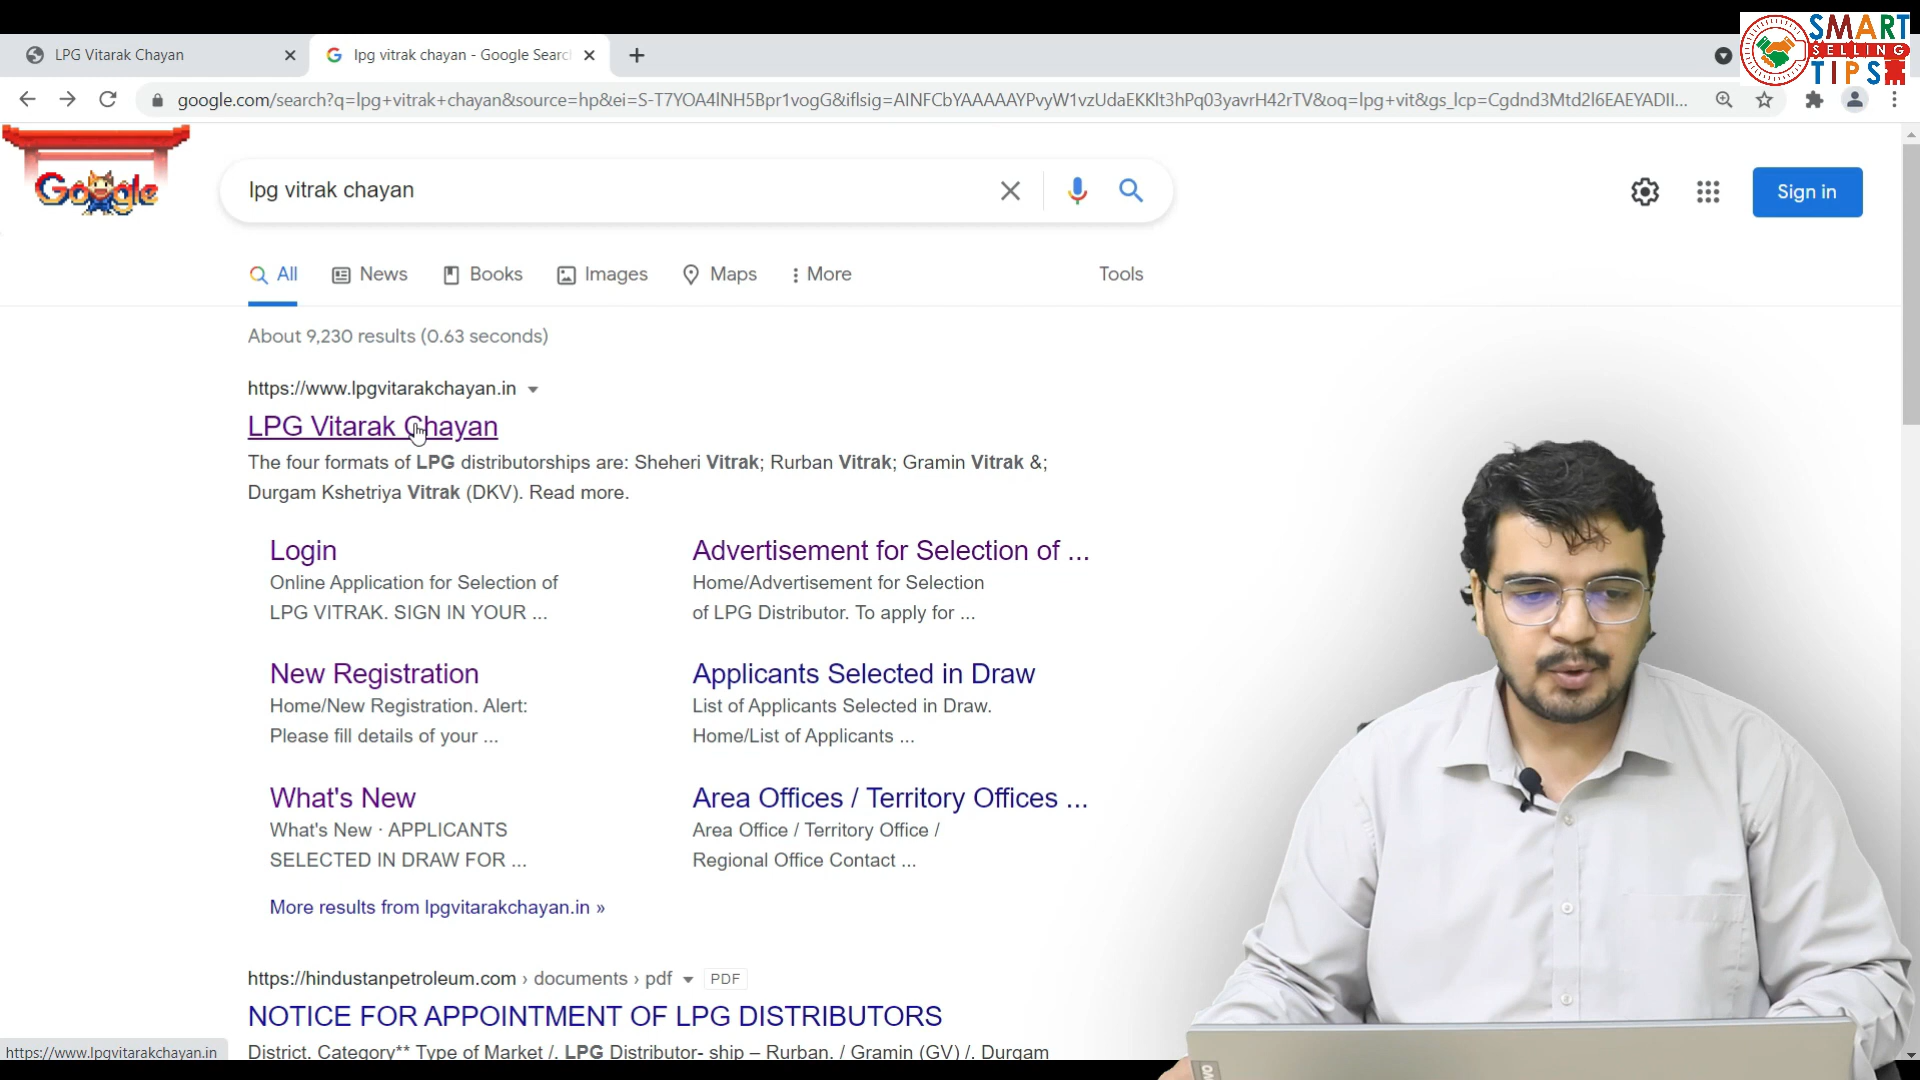 SMART
SELLING
TIPS
LPG Vitarak Chayan
lpg vitrak chayan - Google Searc
google.com/search?q=lpg+vitrak+chayan&source=hp&ei=S-T7YOA4lNH5Bpr1vogG&iflsig=AINFCbYAAAAAYPvyW1vzUdaEKKlt3hPq03yavrH42rTV&oq=lpg+vit&gs_lcp=Cgdnd3Mtd2l6EAEYADII...
Google
lpg vitrak chayan
Sign in
All News Books Images Maps More Tools
About 9,230 results (0.63 seconds)
https://www.lpgvitarakchayan.in
LPG Vitarak Chayan
The four formats of LPG distributorships are: Sheheri Vitrak; Rurban Vitrak; Gramin Vitrak &;
Durgam Kshetriya Vitrak (DKV). Read more.
Login
Online Application for Selection of
LPG VITRAK. SIGN IN YOUR ...
Advertisement for Selection of ...
Home/Advertisement for Selection
of LPG Distributor. To apply for ...
New Registration
Home/New Registration. Alert:
Please fill details of your ...
Applicants Selected in Draw
List of Applicants Selected in Draw.
Home/List of Applicants ...
What's New
What's New · APPLICANTS
SELECTED IN DRAW FOR ...
Area Offices / Territory Offices ...
Area Office / Territory Office /
Regional Office Contact ...
More results from lpgvitarakchayan.in »
https://hindustanpetroleum.com › documents › pdf PDF
NOTICE FOR APPOINTMENT OF LPG DISTRIBUTORS
District. Category** Type of Market /. LPG Distributor- ship – Rurban. / Gramin (GV) /. Durgam
https://www.lpgvitarakchayan.in